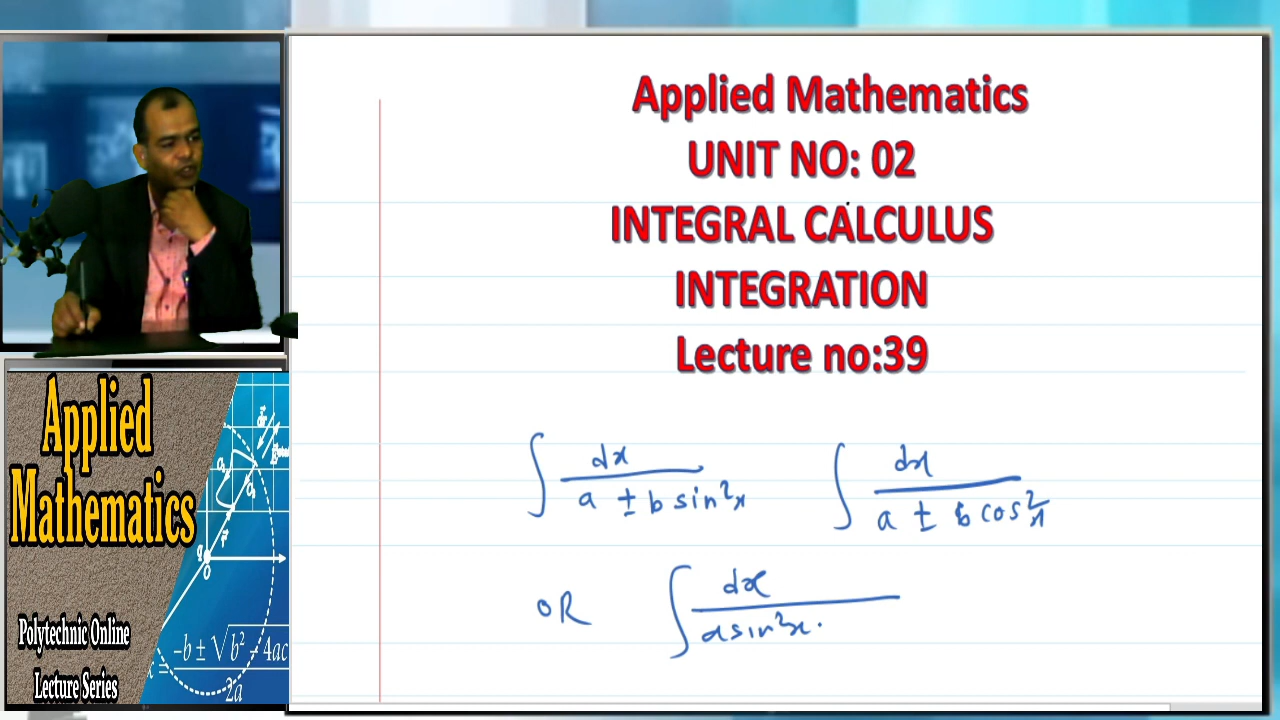 Applied Mathematics
UNIT NO: 02
INTEGRAL CALCULUS
INTEGRATION
Lecture no:39
∫ dx / (a ± b sin²x)   ∫ dx / (a ± b cos²x)
OR ∫ dx / (a sin²x.
Applied
Mathematics
Polytechnic Online
Lecture Series
= −b ± √(b² − 4ac) / 2a